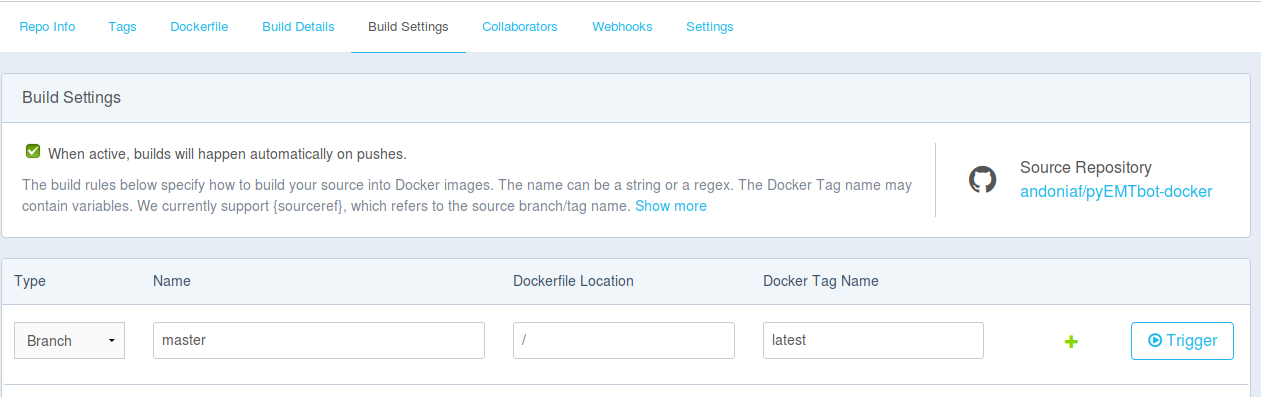 Repo Info Tags Dockerfile Build Details Build Settings Collaborators Webhooks Settings
Build Settings
When active, builds will happen automatically on pushes.
The build rules below specify how to build your source into Docker images. The name can be a string or a regex. The Docker Tag name may
contain variables. We currently support {sourceref}, which refers to the source branch/tag name. Show more
Source Repository
andoniaf/pyEMTbot-docker
Type Name Dockerfile Location Docker Tag Name
Branch master / latest Trigger